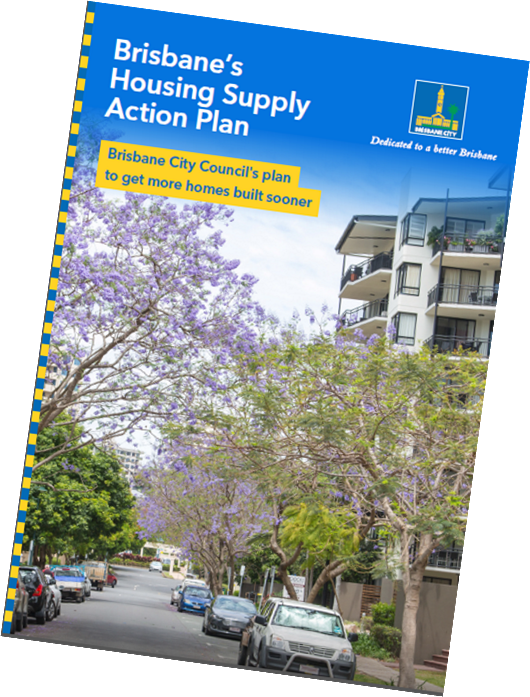 Brisbane's
Housing Supply
Action Plan
BRISBANE CITY
Dedicated to a better Brisbane
Brisbane City Council's plan
to get more homes built sooner